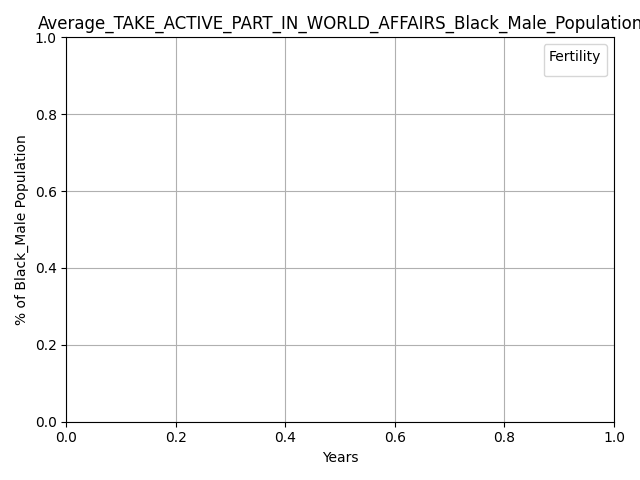 Average_TAKE_ACTIVE_PART_IN_WORLD_AFFAIRS_Black_Male_Population
Fertility
1.0
0.8
0.6
0.4
0.2
0.0
% of Black_Male Population
0.0 0.2 0.4 0.6 0.8 1.0
Years